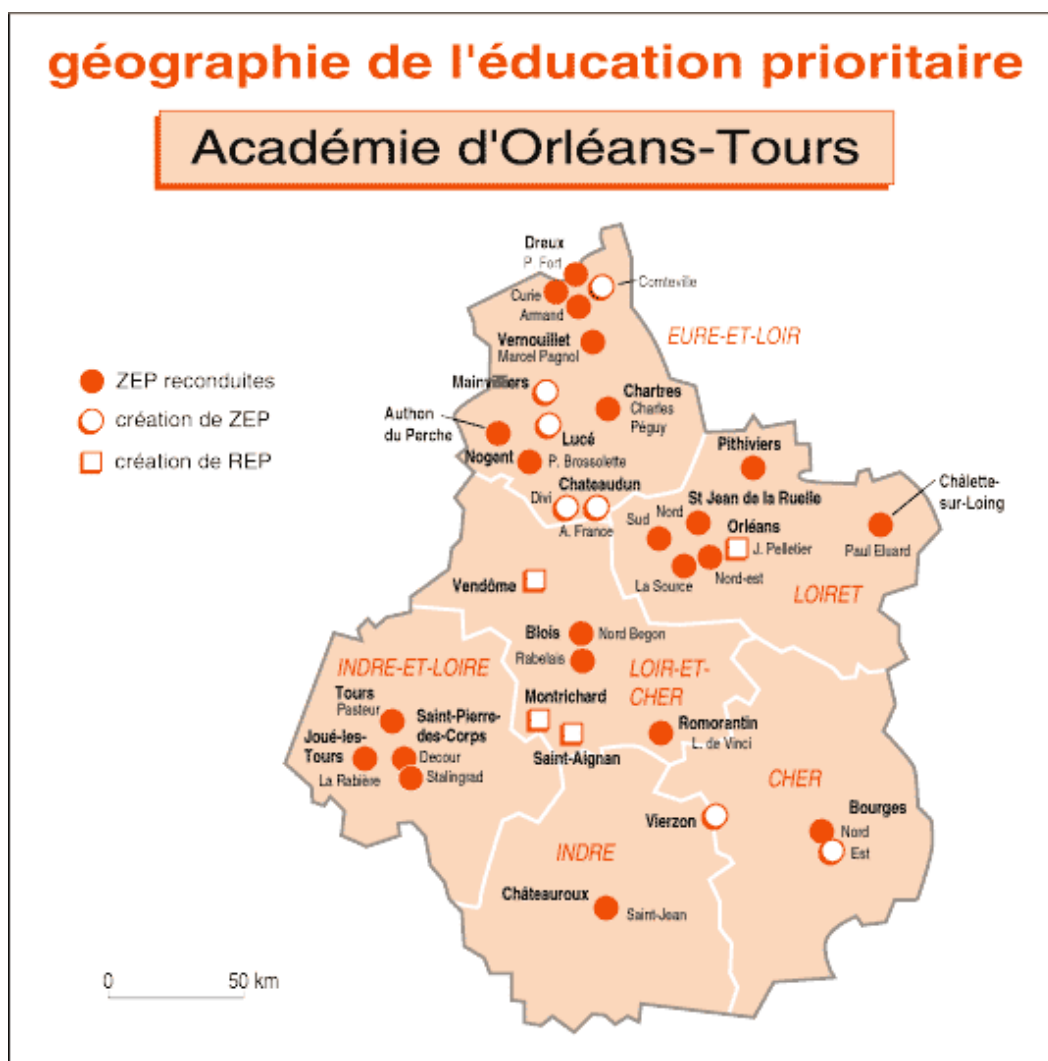 géographie de l'éducation prioritaire
Académie d'Orléans-Tours
Dreux
P. Fort
Comteville
Curie
Armand
EURE-ET-LOIR
Vernouillet
Marcel Pagnol
ZEP reconduites
création de ZEP
création de REP
Mainvilliers
Chartres
Charles
Péguy
Authon
du Perche
Lucé
P. Brossolette
Nogent
Pithiviers
Chateaudun
Divi
A. France
St Jean de la Ruelle
Nord
Sud
Châlette-
sur-Loing
Orléans
J. Pelletier
Paul Eluard
La Source
Nord-est
Vendôme
LOIRET
Blois
Nord Begon
Rabelais
INDRE-ET-LOIRE
LOIR-ET-
CHER
Tours
Pasteur
Saint-Pierre-
des-Corps
Montrichard
Joué-les-
Tours
Decour
La Rabière
Stalingrad
Saint-Aignan
Romorantin
L. de Vinci
CHER
Vierzon
Bourges
Nord
Est
INDRE
Châteauroux
Saint-Jean
0
50 km